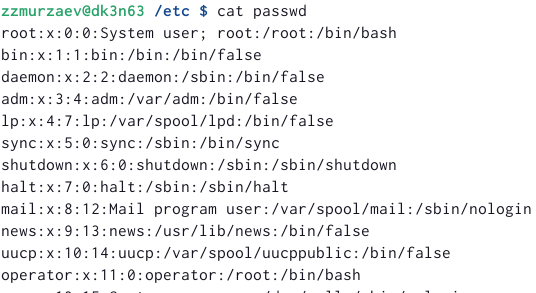 zzmurzaev@dk3n63 /etc $ cat passwd
root:x:0:0:System user; root:/root:/bin/bash
bin:x:1:1:bin:/bin:/bin/false
daemon:x:2:2:daemon:/sbin:/bin/false
adm:x:3:4:adm:/var/adm:/bin/false
lp:x:4:7:lp:/var/spool/lpd:/bin/false
sync:x:5:0:sync:/sbin:/bin/sync
shutdown:x:6:0:shutdown:/sbin:/sbin/shutdown
halt:x:7:0:halt:/sbin:/sbin/halt
mail:x:8:12:Mail program user:/var/spool/mail:/sbin/nologin
news:x:9:13:news:/usr/lib/news:/bin/false
uucp:x:10:14:uucp:/var/spool/uucppublic:/bin/false
operator:x:11:0:operator:/root:/bin/bash